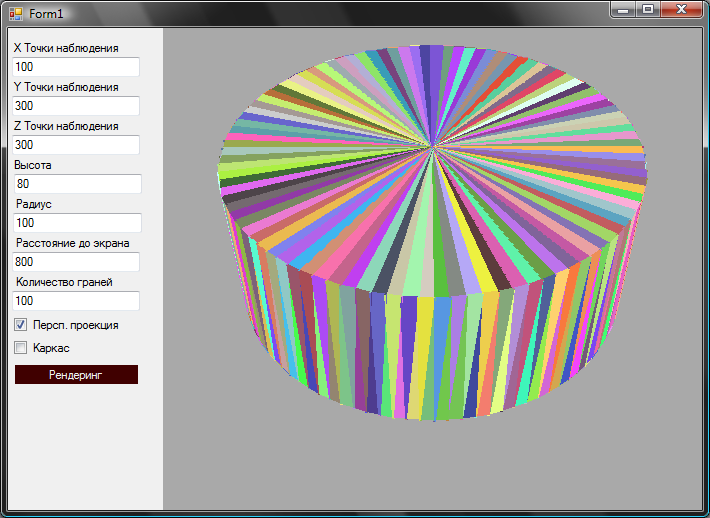 Form1
X Точки наблюдения
100
Y Точки наблюдения
300
Z Точки наблюдения
300
Высота
80
Радиус
100
Расстояние до экрана
800
Количество граней
100
Персп. проекция
Каркас
Рендеринг